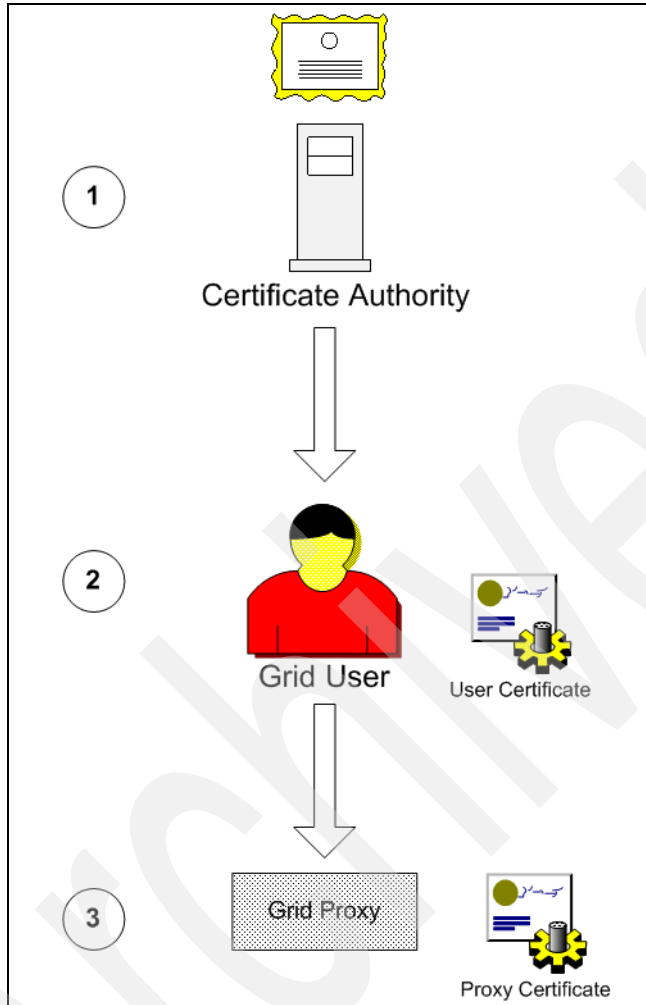 1
Certificate Authority
2
Grid User
User Certificate
3
Grid Proxy
Proxy Certificate